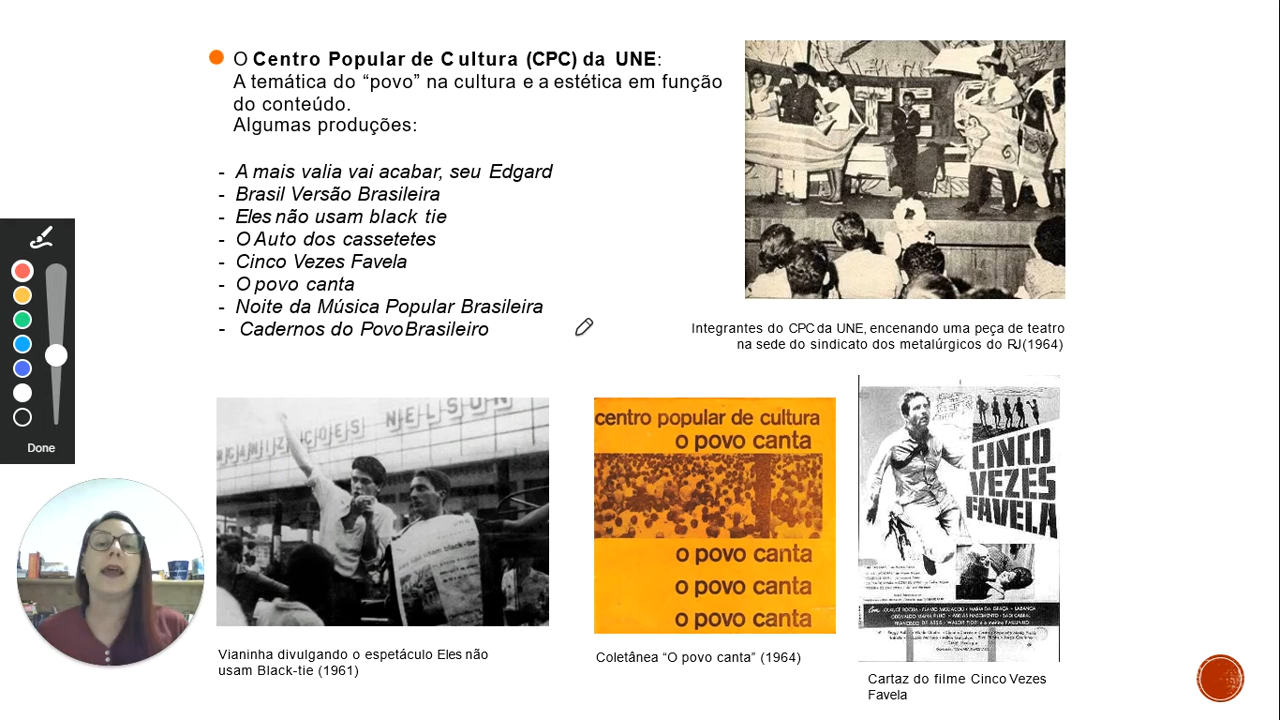 O Centro Popular de Cultura (CPC) da UNE:
A temática do “povo” na cultura e a estética em função
do conteúdo.
Algumas produções:
- A mais valia vai acabar, seu Edgard
- Brasil Versão Brasileira
- Eles não usam black tie
- O Auto dos cassetetes
- Cinco Vezes Favela
- O povo canta
- Noite da Música Popular Brasileira
- Cadernos do Povo Brasileiro
TE
Integrantes do CPC da UNE, encenando uma peça de teatro
na sede do sindicato dos metalúrgicos do RJ(1964)
Done
NELSON
Vianinha divulgando o espetáculo Eles não
usam Black-tie (1961)
centro popular de cultura
o povo canta
o povo canta
o povo canta
o povo canta
Coletânea “O povo canta” (1964)
CINCO
VEZES
FAVELA
Cartaz do filme Cinco Vezes
Favela